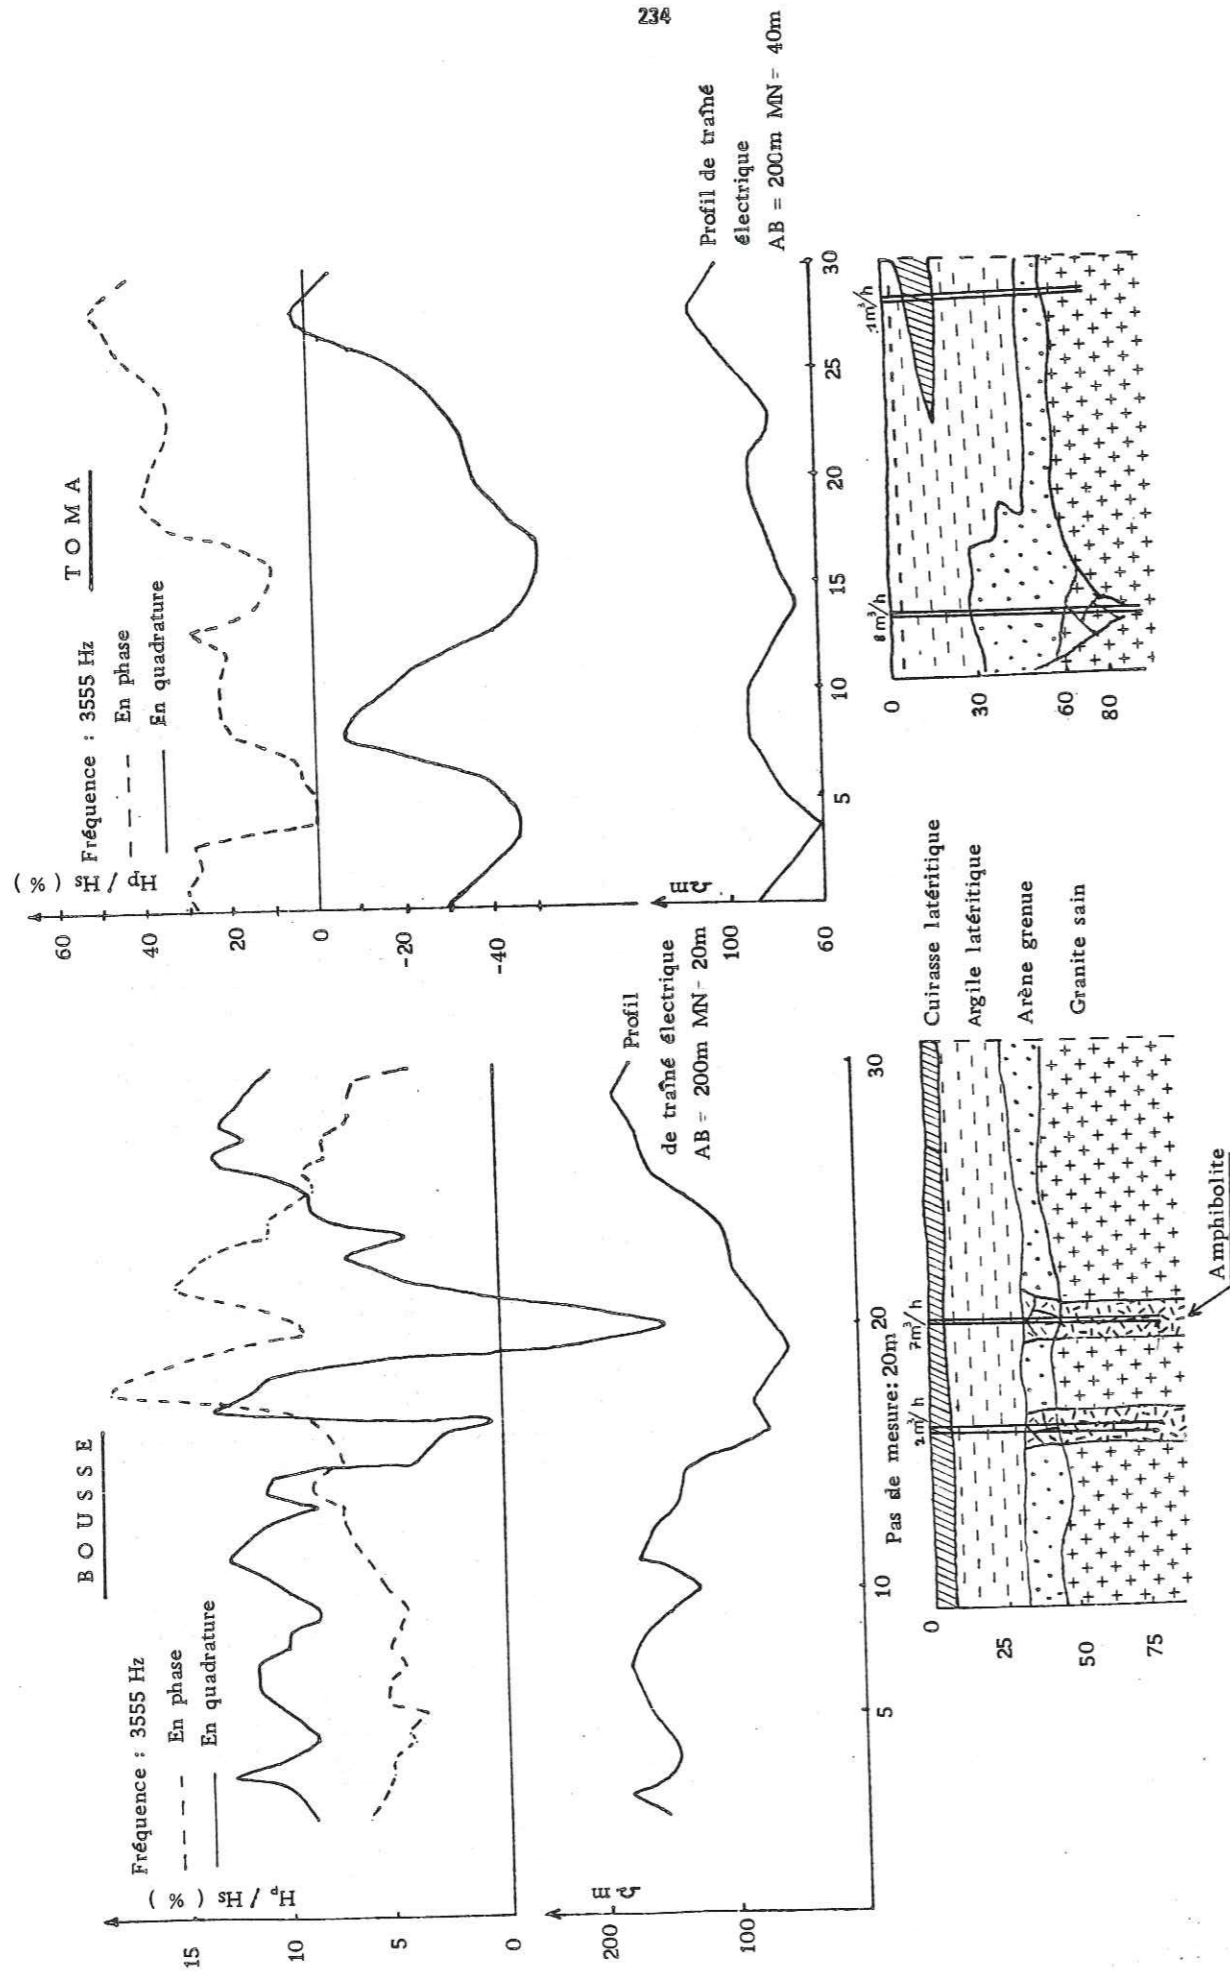 234
BOUSSE
Fréquence : 3555 Hz
En phase
En quadrature
Hp / Hs ( % )
15
10
5
0
Ωm
200
100
Profil
de traîné électrique
AB = 200m MN= 20m
5
10
20
30
Pas de mesure: 20m
2m³/h
7m³/h
0
25
50
75
Amphibolite
Cuirasse latéritique
Argile latéritique
Arène grenue
Granite sain
TOMA
Fréquence : 3555 Hz
En phase
En quadrature
Hp / Hs ( % )
60
40
20
0
-20
-40
Ωm
100
60
Profil de traîné
électrique
AB = 200m MN= 40m
5
10
15
20
25
30
8m³/h
1m³/h
0
30
60
80